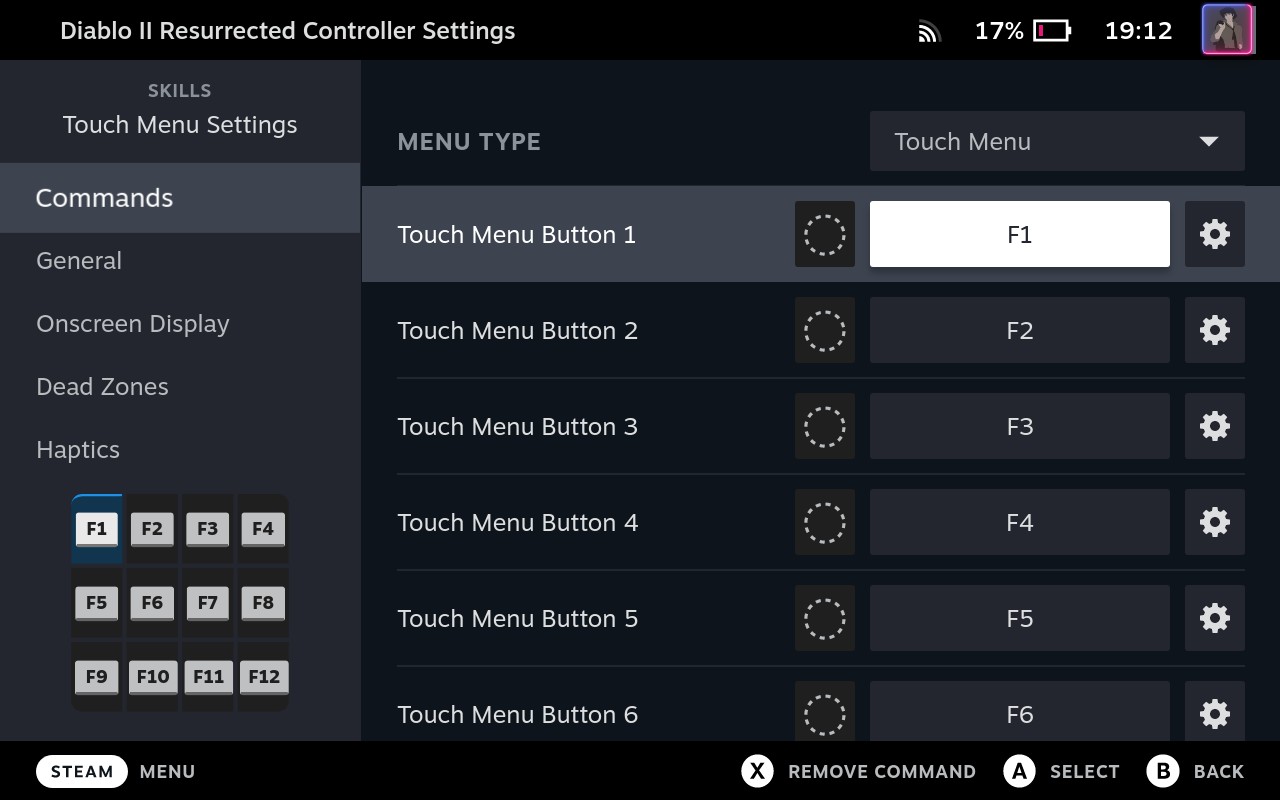 Diablo II Resurrected Controller Settings
17%
19:12
SKILLS
Touch Menu Settings
Commands
General
Onscreen Display
Dead Zones
Haptics
F1 F2 F3 F4
F5 F6 F7 F8
F9 F10 F11 F12
MENU TYPE Touch Menu
Touch Menu Button 1 F1
Touch Menu Button 2 F2
Touch Menu Button 3 F3
Touch Menu Button 4 F4
Touch Menu Button 5 F5
Touch Menu Button 6 F6
STEAM MENU
X REMOVE COMMAND A SELECT B BACK